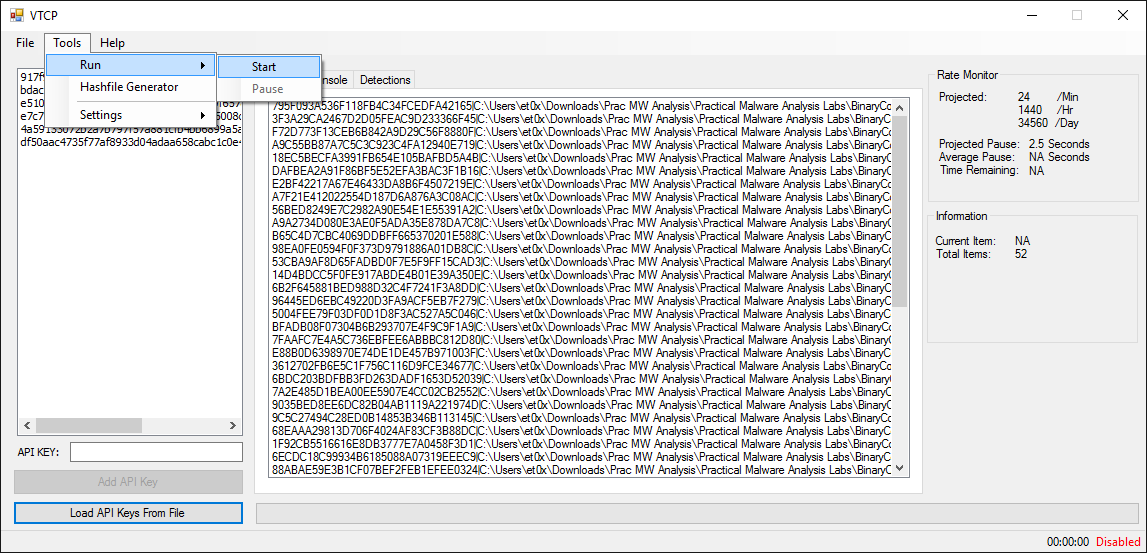 VTCP
File Tools Help
Run
Start
Hashfile Generator
Pause
Settings
nsole
Detections
917f
bdac
e510
e7c7
4a59135072b2a7b797f57a881cfb4bb6899a5a
df50aac4735f77af8933d04adaa658cabc1c0e4
795F093A536F118FB4C34FCEDFA42165|C:\Users\et0x\Downloads\Prac MW Analysis\Practical Malware Analysis Labs\BinaryCo
3F3A29CA2467D2D05FEAC9D233366F45|C:\Users\et0x\Downloads\Prac MW Analysis\Practical Malware Analysis Labs\BinaryC
F72D773F13CEB6B842A9D29C56F8880F|C:\Users\et0x\Downloads\Prac MW Analysis\Practical Malware Analysis Labs\BinaryC
A9C55BB87A7C5C3C923C4FA12940E719|C:\Users\et0x\Downloads\Prac MW Analysis\Practical Malware Analysis Labs\BinaryC
18EC5BECFA3991FB654E105BAFBD5A4B|C:\Users\et0x\Downloads\Prac MW Analysis\Practical Malware Analysis Labs\Binary
DAFBEA2A91F86BF5E52EFA3BAC3F1B16|C:\Users\et0x\Downloads\Prac MW Analysis\Practical Malware Analysis Labs\Binary
E2BF42217A67E46433DA8B6F4507219E|C:\Users\et0x\Downloads\Prac MW Analysis\Practical Malware Analysis Labs\BinaryC
A7F21E412022554D187D6A876A3C08AC|C:\Users\et0x\Downloads\Prac MW Analysis\Practical Malware Analysis Labs\BinaryC
56BED8249E7C2982A90E54E1E55391A2|C:\Users\et0x\Downloads\Prac MW Analysis\Practical Malware Analysis Labs\BinaryC
A9A2734D080E3AE0F5ADA35E878DA7C8|C:\Users\et0x\Downloads\Prac MW Analysis\Practical Malware Analysis Labs\Binary
B65C4D7CBC4069DDBFF665370201E588|C:\Users\et0x\Downloads\Prac MW Analysis\Practical Malware Analysis Labs\Binary
98EA0FE0594F0F373D9791886A01DB8C|C:\Users\et0x\Downloads\Prac MW Analysis\Practical Malware Analysis Labs\BinaryC
53CBA9AF8D65FADBD0F7E5F9FF15CAD3|C:\Users\et0x\Downloads\Prac MW Analysis\Practical Malware Analysis Labs\Binary
14D4BDCC5F0FE917ABDE4B01E39A350E|C:\Users\et0x\Downloads\Prac MW Analysis\Practical Malware Analysis Labs\Binary
6B2F645881BED988D32C4F7241F3A8DD|C:\Users\et0x\Downloads\Prac MW Analysis\Practical Malware Analysis Labs\BinaryC
96445ED6EBC49220D3FA9ACF5EB7F279|C:\Users\et0x\Downloads\Prac MW Analysis\Practical Malware Analysis Labs\BinaryC
5004FEE79F03DF0D1D8F3AC527A5C046|C:\Users\et0x\Downloads\Prac MW Analysis\Practical Malware Analysis Labs\BinaryC
BFADB08F07304B6B293707E4F9C9F1A9|C:\Users\et0x\Downloads\Prac MW Analysis\Practical Malware Analysis Labs\BinaryC
7FAAFC7E4A5C736EBFEE6ABBBC812D80|C:\Users\et0x\Downloads\Prac MW Analysis\Practical Malware Analysis Labs\Binary
E88B0D6398970E74DE1DE457B971003F|C:\Users\et0x\Downloads\Prac MW Analysis\Practical Malware Analysis Labs\BinaryC
3612702FB6E5C1F756C116D9FCE34677|C:\Users\et0x\Downloads\Prac MW Analysis\Practical Malware Analysis Labs\BinaryC
6BDC203BDFBB3FD263DADF1653D52039|C:\Users\et0x\Downloads\Prac MW Analysis\Practical Malware Analysis Labs\Binary
7A2E485D1BEA00EE5907E4CC02CB2552|C:\Users\et0x\Downloads\Prac MW Analysis\Practical Malware Analysis Labs\BinaryC
9035BED8EE6DC82B04AB1119A221974D|C:\Users\et0x\Downloads\Prac MW Analysis\Practical Malware Analysis Labs\Binary
9C5C27494C28ED0B14853B346B113145|C:\Users\et0x\Downloads\Prac MW Analysis\Practical Malware Analysis Labs\BinaryC
68EAAA29813D706F4024AF83CF3B88DC|C:\Users\et0x\Downloads\Prac MW Analysis\Practical Malware Analysis Labs\Binary
1F92CB5516616E8DB3777E7A0458F3D1|C:\Users\et0x\Downloads\Prac MW Analysis\Practical Malware Analysis Labs\BinaryC
6ECDC18C99934B6185088A07319EEEC9|C:\Users\et0x\Downloads\Prac MW Analysis\Practical Malware Analysis Labs\Binary
88ABAE59E3B1CF07BEF2FEB1EFEE0324|C:\Users\et0x\Downloads\Prac MW Analysis\Practical Malware Analysis Labs\BinaryC
API KEY:
Add API Key
Load API Keys From File
Rate Monitor
Projected: 24 /Min
1440 /Hr
34560 /Day
Projected Pause: 2.5 Seconds
Average Pause: NA Seconds
Time Remaining: NA
Information
Current Item: NA
Total Items: 52
00:00:00 Disabled